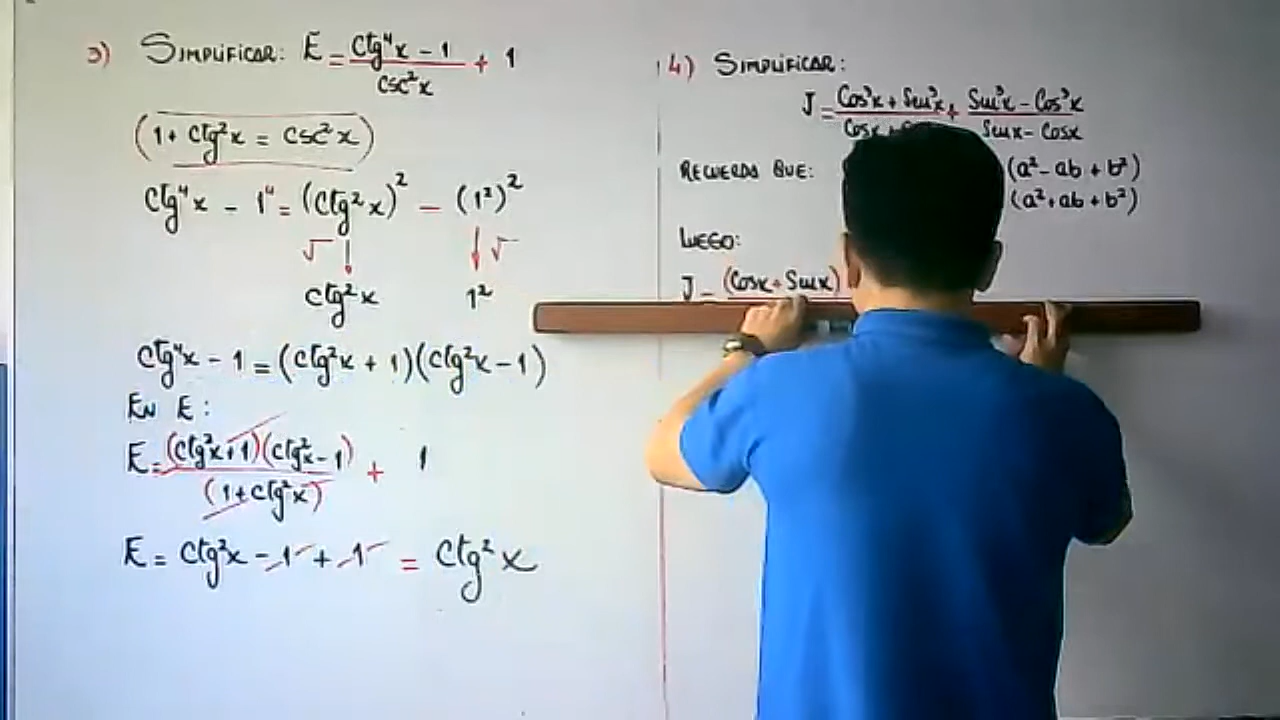 3) SIMPLIFICAR: E = (Ctg⁴x - 1)/(Csc²x) + 1
(1 + Ctg²x = Csc²x)
Ctg⁴x - 1⁴ = (Ctg²x)² - (1²)²
√ ↓ ↓ √
Ctg²x 1²
Ctg⁴x - 1 = (Ctg²x + 1)(Ctg²x - 1)
EN E:
E = (Ctg²x + 1)(Ctg²x - 1)/(1 + Ctg²x) + 1
E = Ctg²x - 1 + 1 = Ctg²x
4) SIMPLIFICAR:
J = (Cos³x + Sen³x)/(Cosx + + (Sen³x - Cos³x)/(Senx - Cosx)
RECUERDA QUE: (a² - ab + b²)
(a² + ab + b²)
LUEGO:
J = (Cosx + Senx)